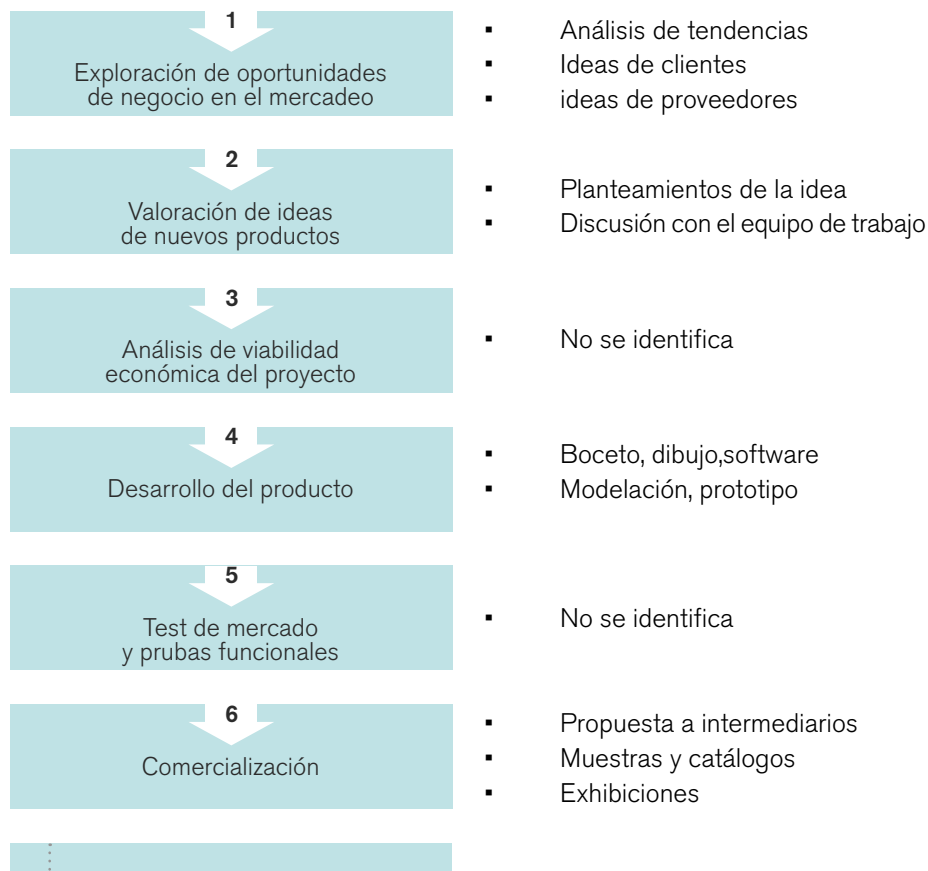 1
Exploración de oportunidades
de negocio en el mercadeo
▪ Análisis de tendencias
▪ Ideas de clientes
▪ ideas de proveedores
2
Valoración de ideas
de nuevos productos
▪ Planteamientos de la idea
▪ Discusión con el equipo de trabajo
3
Análisis de viabilidad
económica del proyecto
▪ No se identifica
4
Desarrollo del producto
▪ Boceto, dibujo,software
▪ Modelación, prototipo
5
Test de mercado
y prubas funcionales
▪ No se identifica
6
Comercialización
▪ Propuesta a intermediarios
▪ Muestras y catálogos
▪ Exhibiciones